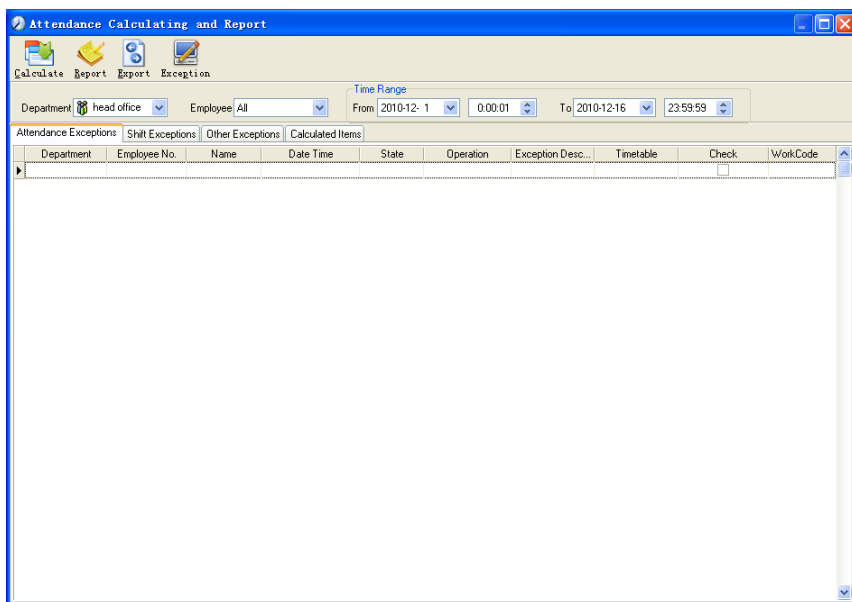 Attendance Calculating and Report
Calculate Report Export Exception
Time Range
Department head office Employee All From 2010-12- 1 0:00:01 To 2010-12-16 23:59:59
Attendance Exceptions Shift Exceptions Other Exceptions Calculated Items
Department Employee No. Name Date Time State Operation Exception Desc... Timetable Check WorkCode